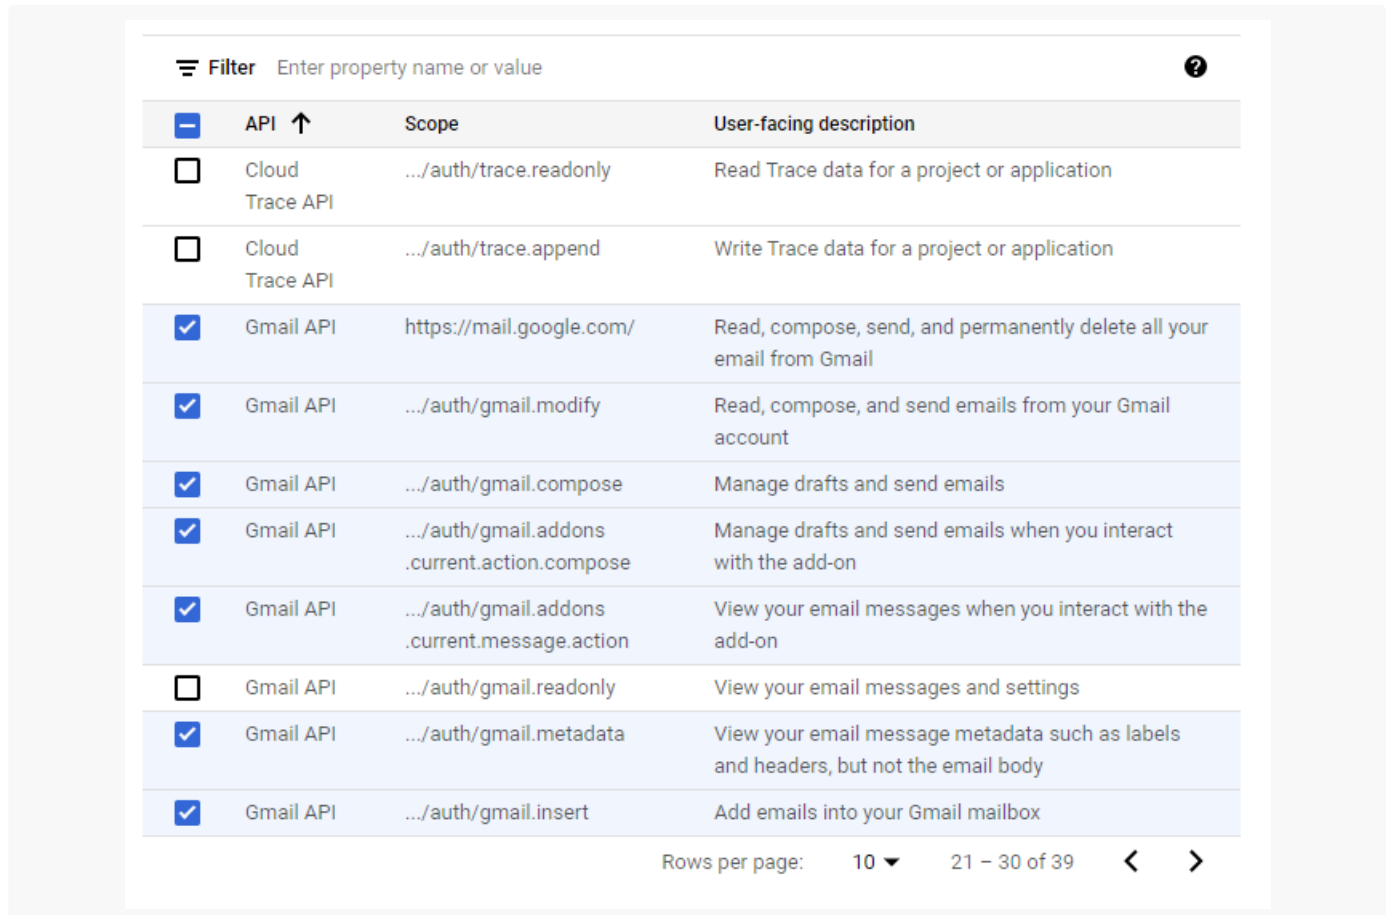 Filter Enter property name or value
API Scope User-facing description
Cloud .../auth/trace.readonly Read Trace data for a project or application
Trace API
Cloud .../auth/trace.append Write Trace data for a project or application
Trace API
Gmail API https://mail.google.com/ Read, compose, send, and permanently delete all your
email from Gmail
Gmail API .../auth/gmail.modify Read, compose, and send emails from your Gmail
account
Gmail API .../auth/gmail.compose Manage drafts and send emails
Gmail API .../auth/gmail.addons Manage drafts and send emails when you interact
.current.action.compose with the add-on
Gmail API .../auth/gmail.addons View your email messages when you interact with the
.current.message.action add-on
Gmail API .../auth/gmail.readonly View your email messages and settings
Gmail API .../auth/gmail.metadata View your email message metadata such as labels
and headers, but not the email body
Gmail API .../auth/gmail.insert Add emails into your Gmail mailbox
Rows per page: 10 21 – 30 of 39